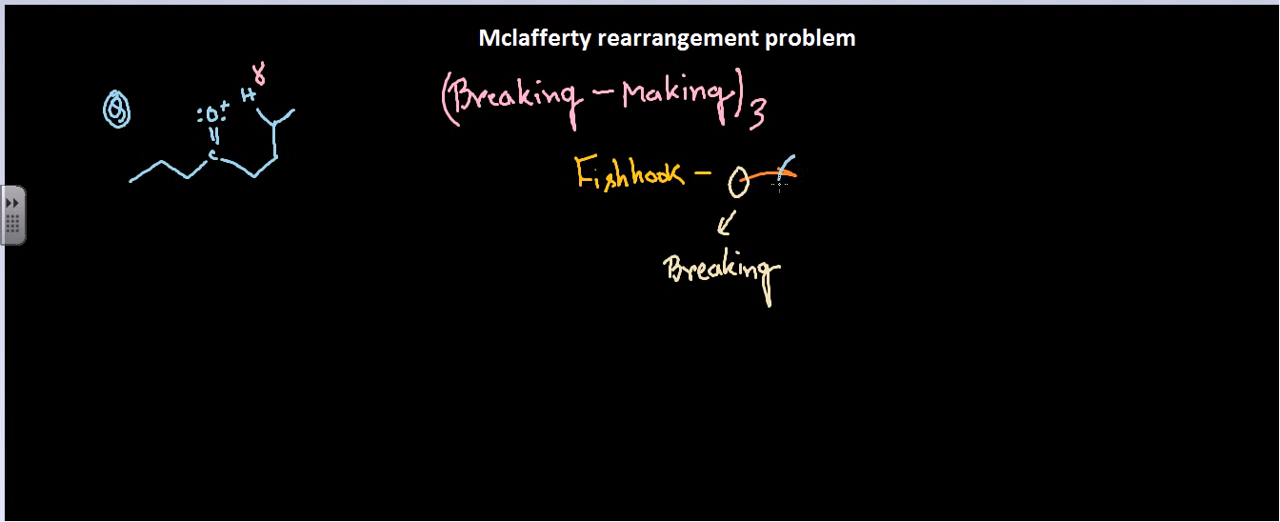 Mclafferty rearrangement problem
(Breaking – Making)3
Q
:O:+
H γ
C
Fishhook –
Breaking